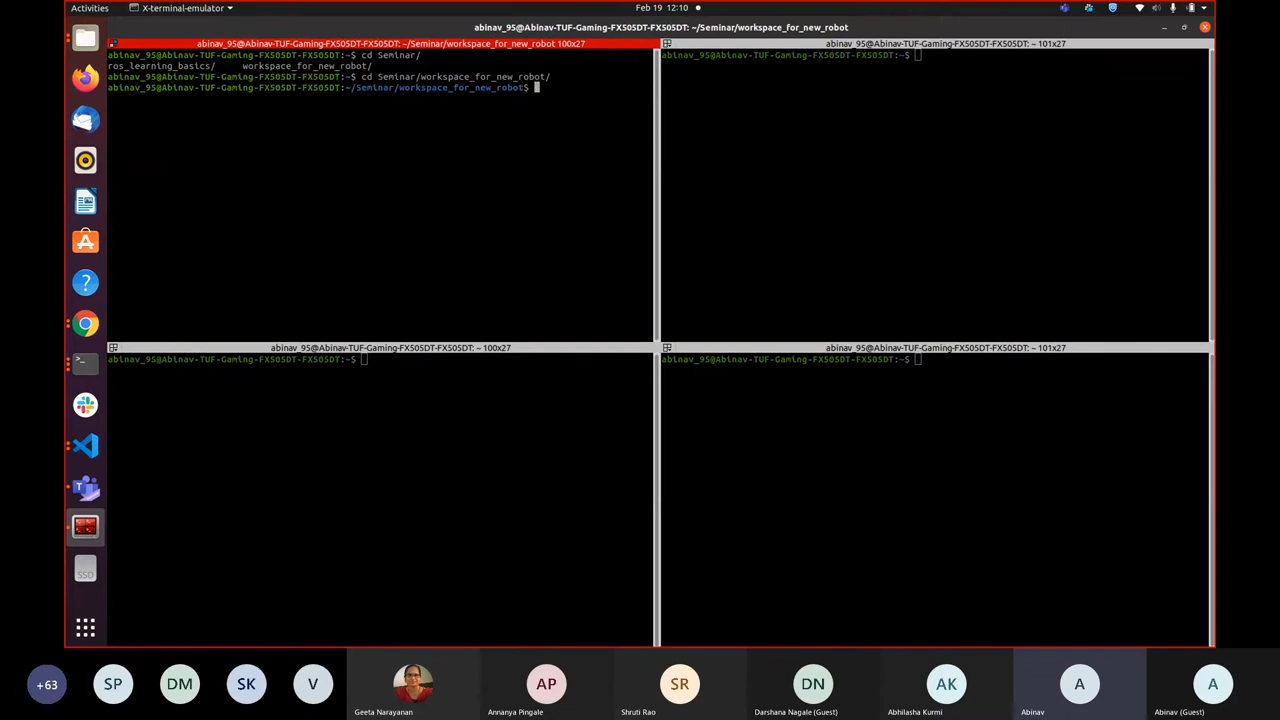 Activities
X-terminal-emulator
Feb 19 12:10
abinav_95@Abinav-TUF-Gaming-FX505DT-FX505DT: ~/Seminar/workspace_for_new_robot
abinav_95@Abinav-TUF-Gaming-FX505DT-FX505DT: ~/Seminar/workspace_for_new_robot 100x27
abinav_95@Abinav-TUF-Gaming-FX505DT-FX505DT:~$ cd Seminar/
ros_learning_basics/ workspace_for_new_robot/
abinav_95@Abinav-TUF-Gaming-FX505DT-FX505DT:~$ cd Seminar/workspace_for_new_robot/
abinav_95@Abinav-TUF-Gaming-FX505DT-FX505DT:~/Seminar/workspace_for_new_robot$
abinav_95@Abinav-TUF-Gaming-FX505DT-FX505DT: ~ 101x27
abinav_95@Abinav-TUF-Gaming-FX505DT-FX505DT:~$
abinav_95@Abinav-TUF-Gaming-FX505DT-FX505DT: ~ 100x27
abinav_95@Abinav-TUF-Gaming-FX505DT-FX505DT:~$
abinav_95@Abinav-TUF-Gaming-FX505DT-FX505DT: ~ 101x27
abinav_95@Abinav-TUF-Gaming-FX505DT-FX505DT:~$
SSD
+63
SP
DM
SK
V
Geeta Narayanan
AP
Annanya Pingale
SR
Shruti Rao
DN
Darshana Nagale (Guest)
AK
Abhilasha Kurmi
A
Abinav
A
Abinav (Guest)